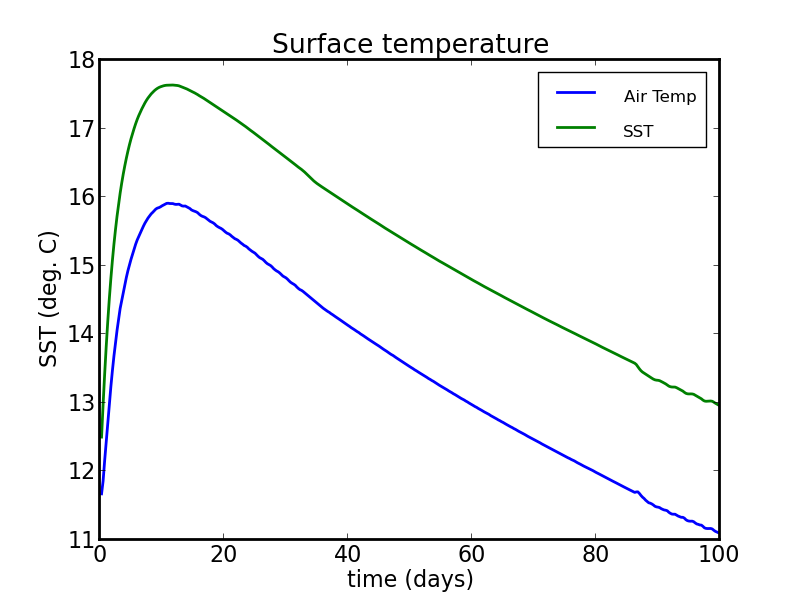 Surface temperature
18
17
16
15
14
13
12
11
SST (deg. C)
Air Temp
SST
0 20 40 60 80 100
time (days)